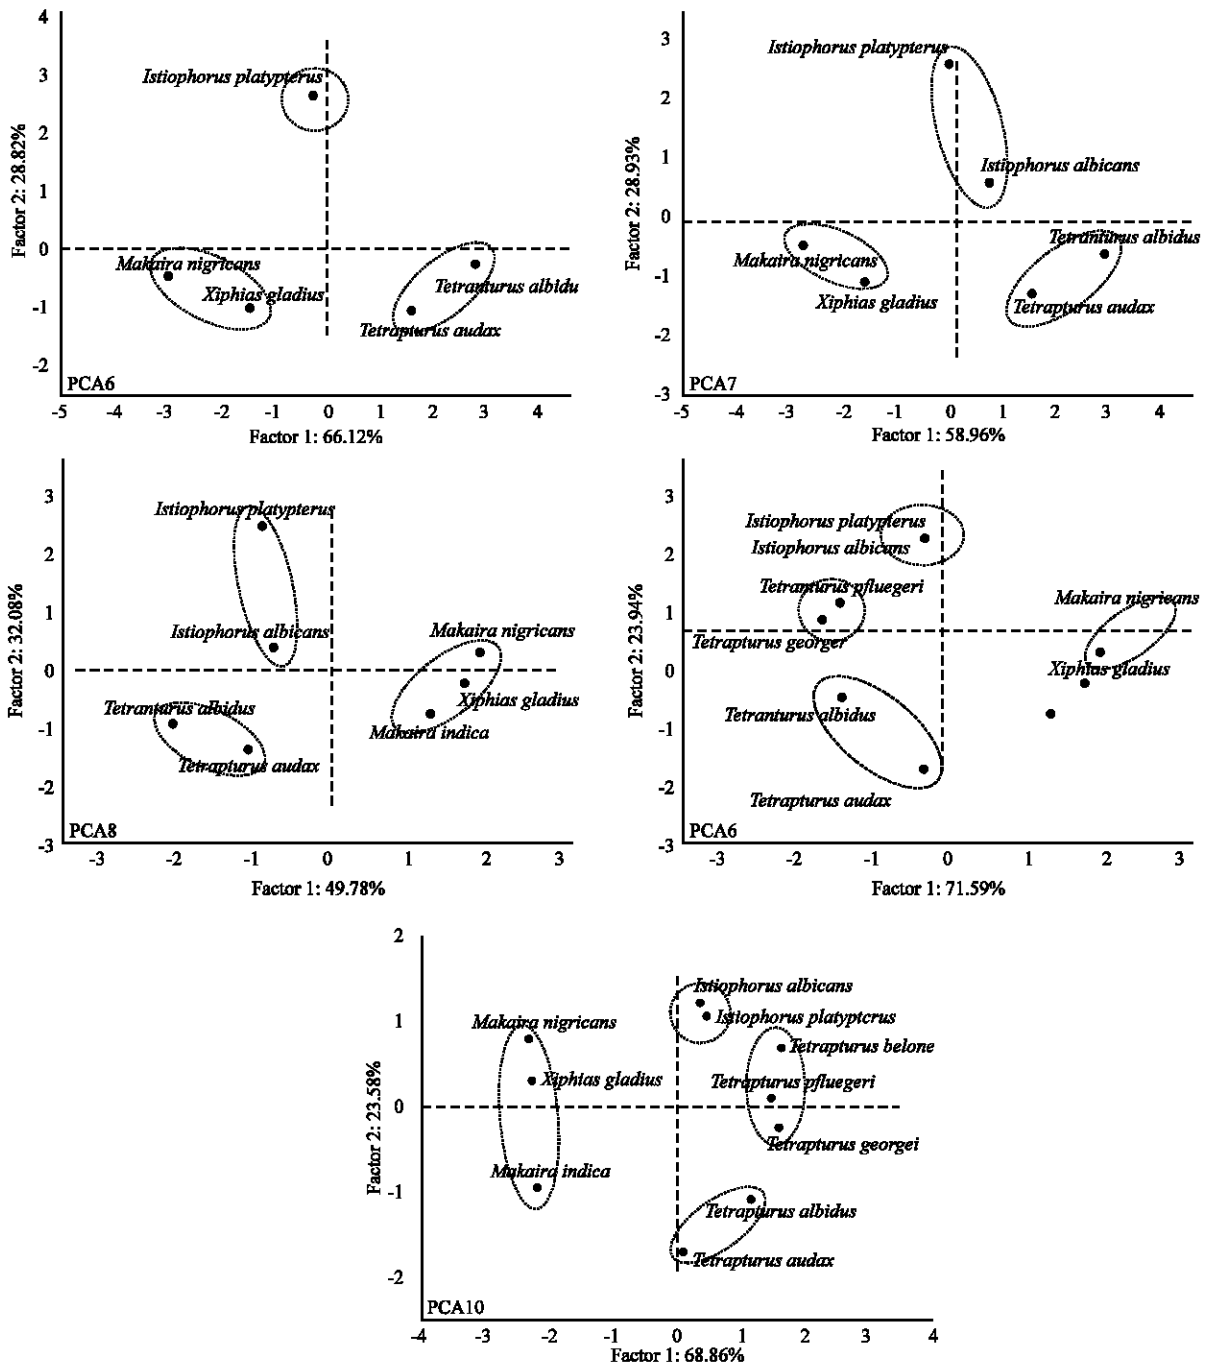 4
3
2
1
0
-1
-2
Factor 2: 28.82%
Istiophorus platypterus
Makaira nigricans
Xiphias gladius
Tetranturus albidu
Tetrapturus audax
PCA6
-5 -4 -3 -2 -1 0 1 2 3 4
Factor 1: 66.12%
3
2
1
0
-1
-2
-3
Factor 2: 28.93%
Istiophorus platypterus
Istiophorus albicans
Tetranturus albidus
Makaira nigricans
Xiphias gladius
Tetrapturus audax
PCA7
-5 -4 -3 -2 -1 0 1 2 3 4
Factor 1: 58.96%
3
2
1
0
-1
-2
-3
Factor 2: 32.08%
Istiophorus platypterus
Istiophorus albicans
Makaira nigricans
Xiphias gladius
Makaira indica
Tetranturus albidus
Tetrapturus audax
PCA8
-3 -2 -1 0 1 2 3
Factor 1: 49.78%
3
2
1
0
-1
-2
-3
Factor 2: 23.94%
Istiophorus platypterus
Istiophorus albicans
Tetranturus pfluegeri
Makaira nigricans
Tetrapturus georger
Xiphias gladius
Tetranturus albidus
Tetrapturus audax
PCA6
-3 -2 -1 0 1 2 3
Factor 1: 71.59%
2
1
0
-1
-2
Factor 2: 23.58%
Istiophorus albicans
Istiophorus platyptcrus
Makaira nigricans
Tetrapturus belone
Xiphias gladius
Tetrapturus pfluegeri
Tetrapturus georgei
Makaira indica
Tetrapturus albidus
Tetrapturus audax
PCA10
-4 -3 -2 -1 0 1 2 3 4
Factor 1: 68.86%